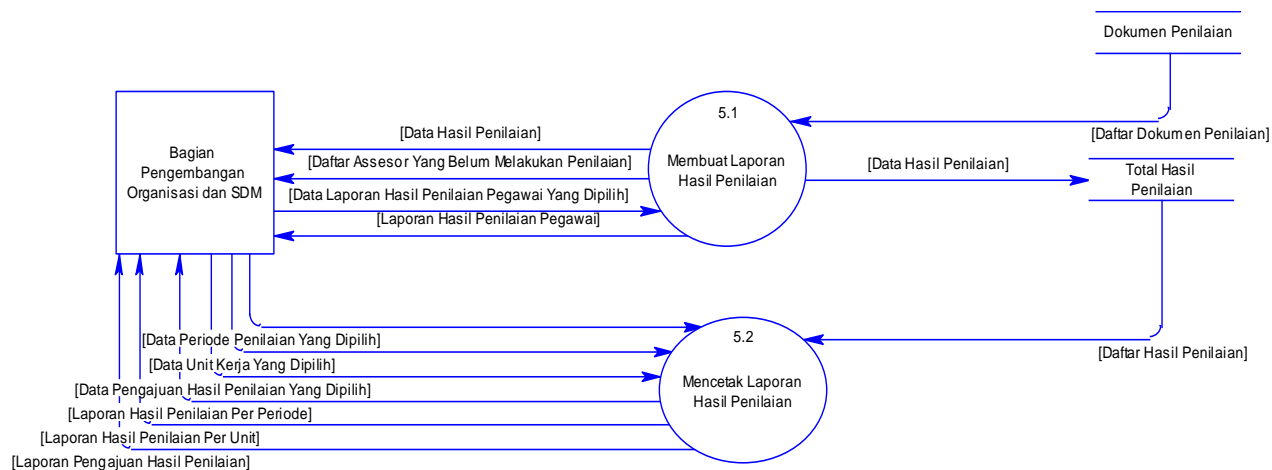 Dokumen Penilaian
5.1
[Data Hasil Penilaian]
[Daftar Dokumen Penilaian]
Bagian
Pengembangan
Organisasi dan SDM
[Daftar Assesor Yang Belum Melakukan Penilaian]
Membuat Laporan
Hasil Penilaian
[Data Hasil Penilaian]
Total Hasil
Penilaian
[Data Laporan Hasil Penilaian Pegawai Yang Dipilih]
[Laporan Hasil Penilaian Pegawai]
[Data Periode Penilaian Yang Dipilih]
5.2
[Daftar Hasil Penilaian]
[Data Unit Kerja Yang Dipilih]
Mencetak Laporan
Hasil Penilaian
[Data Pengajuan Hasil Penilaian Yang Dipilih]
[Laporan Hasil Penilaian Per Periode]
[Laporan Hasil Penilaian Per Unit]
[Laporan Pengajuan Hasil Penilaian]